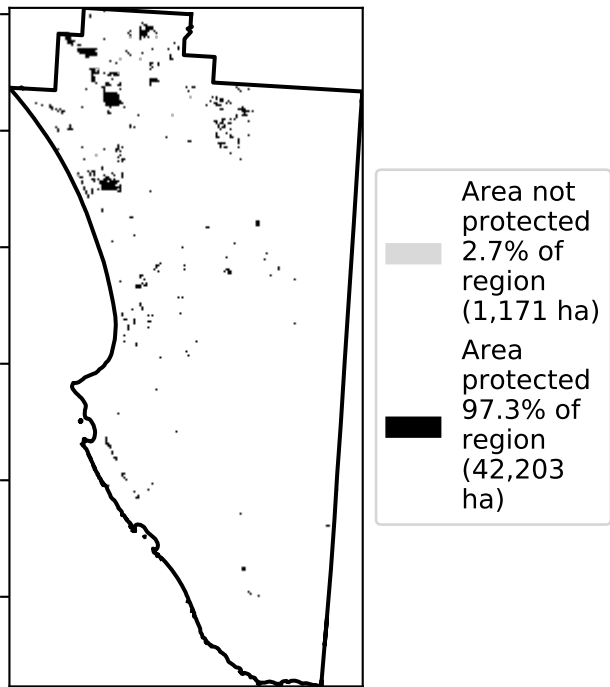 Area not
protected
2.7% of
region
(1,171 ha)
Area
protected
97.3% of
region
(42,203
ha)